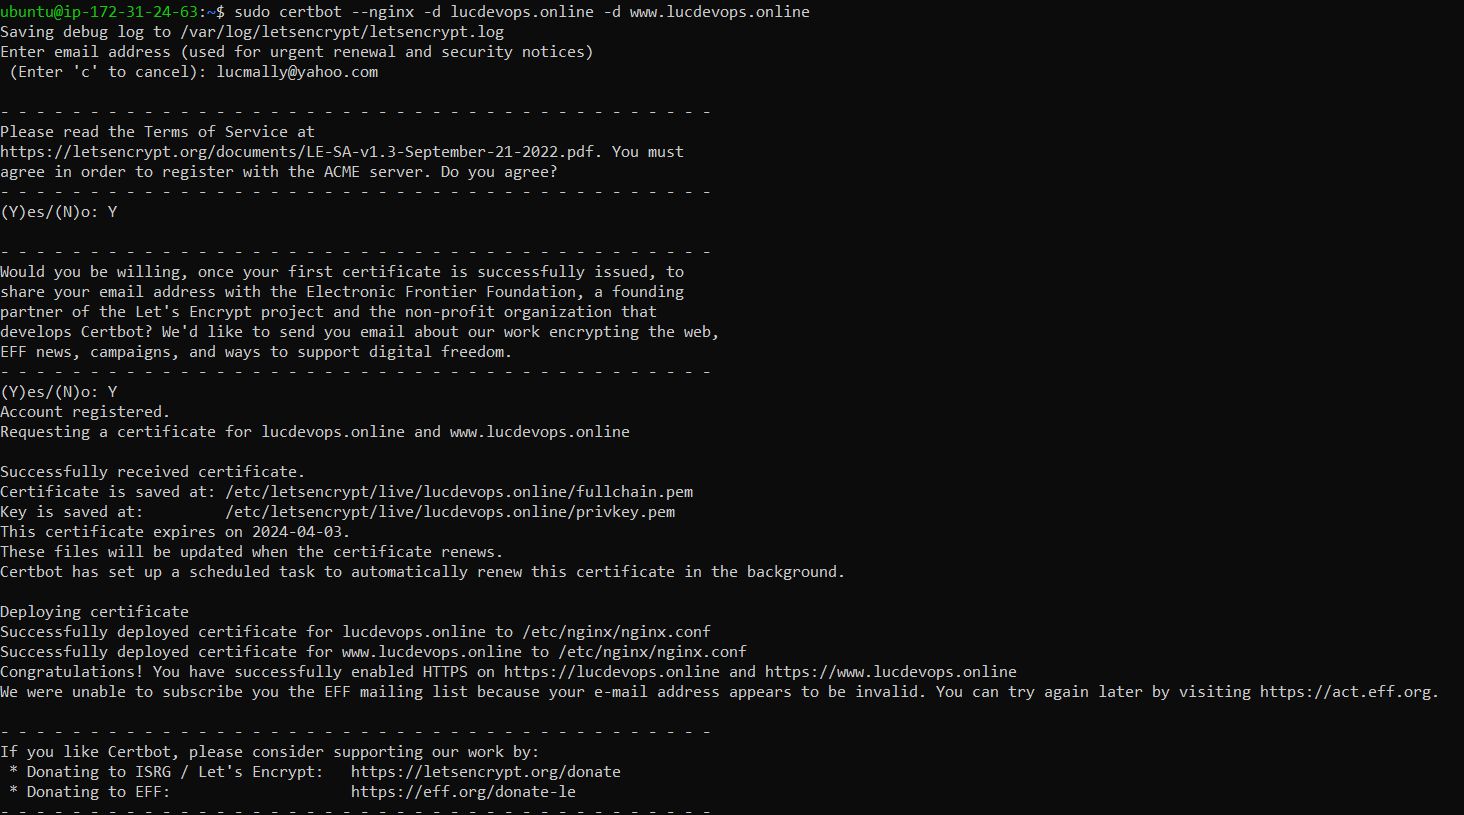 ubuntu@ip-172-31-24-63:~$ sudo certbot --nginx -d lucdevops.online -d www.lucdevops.online
Saving debug log to /var/log/letsencrypt/letsencrypt.log
Enter email address (used for urgent renewal and security notices)
 (Enter 'c' to cancel): lucmally@yahoo.com

- - - - - - - - - - - - - - - - - - - - - - - - - - - - - - - - - - - - - - - -
Please read the Terms of Service at
https://letsencrypt.org/documents/LE-SA-v1.3-September-21-2022.pdf. You must
agree in order to register with the ACME server. Do you agree?
- - - - - - - - - - - - - - - - - - - - - - - - - - - - - - - - - - - - - - - -
(Y)es/(N)o: Y

- - - - - - - - - - - - - - - - - - - - - - - - - - - - - - - - - - - - - - - -
Would you be willing, once your first certificate is successfully issued, to
share your email address with the Electronic Frontier Foundation, a founding
partner of the Let's Encrypt project and the non-profit organization that
develops Certbot? We'd like to send you email about our work encrypting the web,
EFF news, campaigns, and ways to support digital freedom.
- - - - - - - - - - - - - - - - - - - - - - - - - - - - - - - - - - - - - - - -
(Y)es/(N)o: Y
Account registered.
Requesting a certificate for lucdevops.online and www.lucdevops.online

Successfully received certificate.
Certificate is saved at: /etc/letsencrypt/live/lucdevops.online/fullchain.pem
Key is saved at:         /etc/letsencrypt/live/lucdevops.online/privkey.pem
This certificate expires on 2024-04-03.
These files will be updated when the certificate renews.
Certbot has set up a scheduled task to automatically renew this certificate in the background.

Deploying certificate
Successfully deployed certificate for lucdevops.online to /etc/nginx/nginx.conf
Successfully deployed certificate for www.lucdevops.online to /etc/nginx/nginx.conf
Congratulations! You have successfully enabled HTTPS on https://lucdevops.online and https://www.lucdevops.online
We were unable to subscribe you the EFF mailing list because your e-mail address appears to be invalid. You can try again later by visiting https://act.eff.org.

- - - - - - - - - - - - - - - - - - - - - - - - - - - - - - - - - - - - - - - -
If you like Certbot, please consider supporting our work by:
 * Donating to ISRG / Let's Encrypt:   https://letsencrypt.org/donate
 * Donating to EFF:                    https://eff.org/donate-le
- - - - - - - - - - - - - - - - - - - - - - - - - - - - - - - - - - - - - - - -